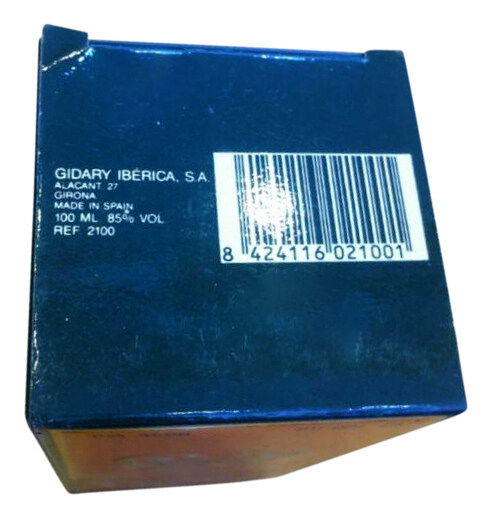 GIDARY IBÉRICA, S.A.
ALACANT 27
GIRONA
MADE IN SPAIN
100 ML 85% VOL
REF 2100
8 424116 021001